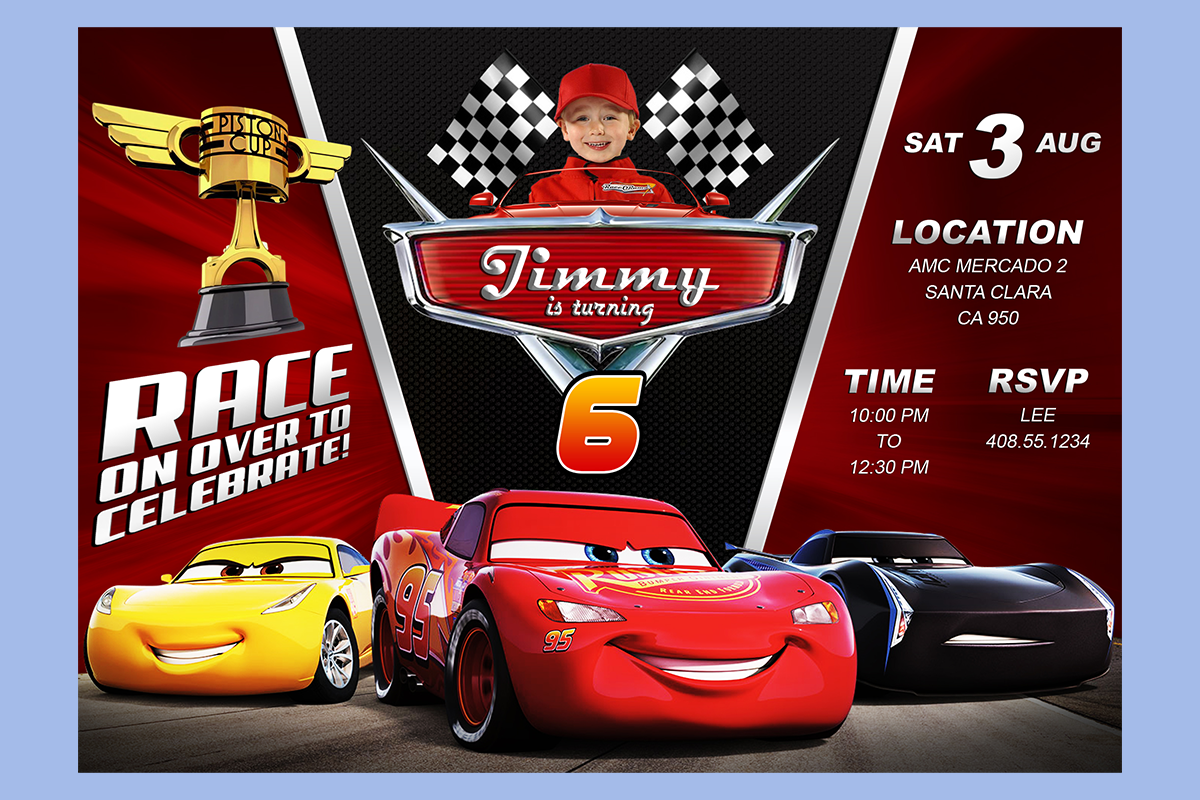 PISTON
CUP
RACE
ON OVER TO
CELEBRATE!
Jimmy
is turning
6
SAT 3 AUG
LOCATION
AMC MERCADO 2
SANTA CLARA
CA 950
TIME
10:00 PM
TO
12:30 PM
RSVP
LEE
408.55.1234
95
95